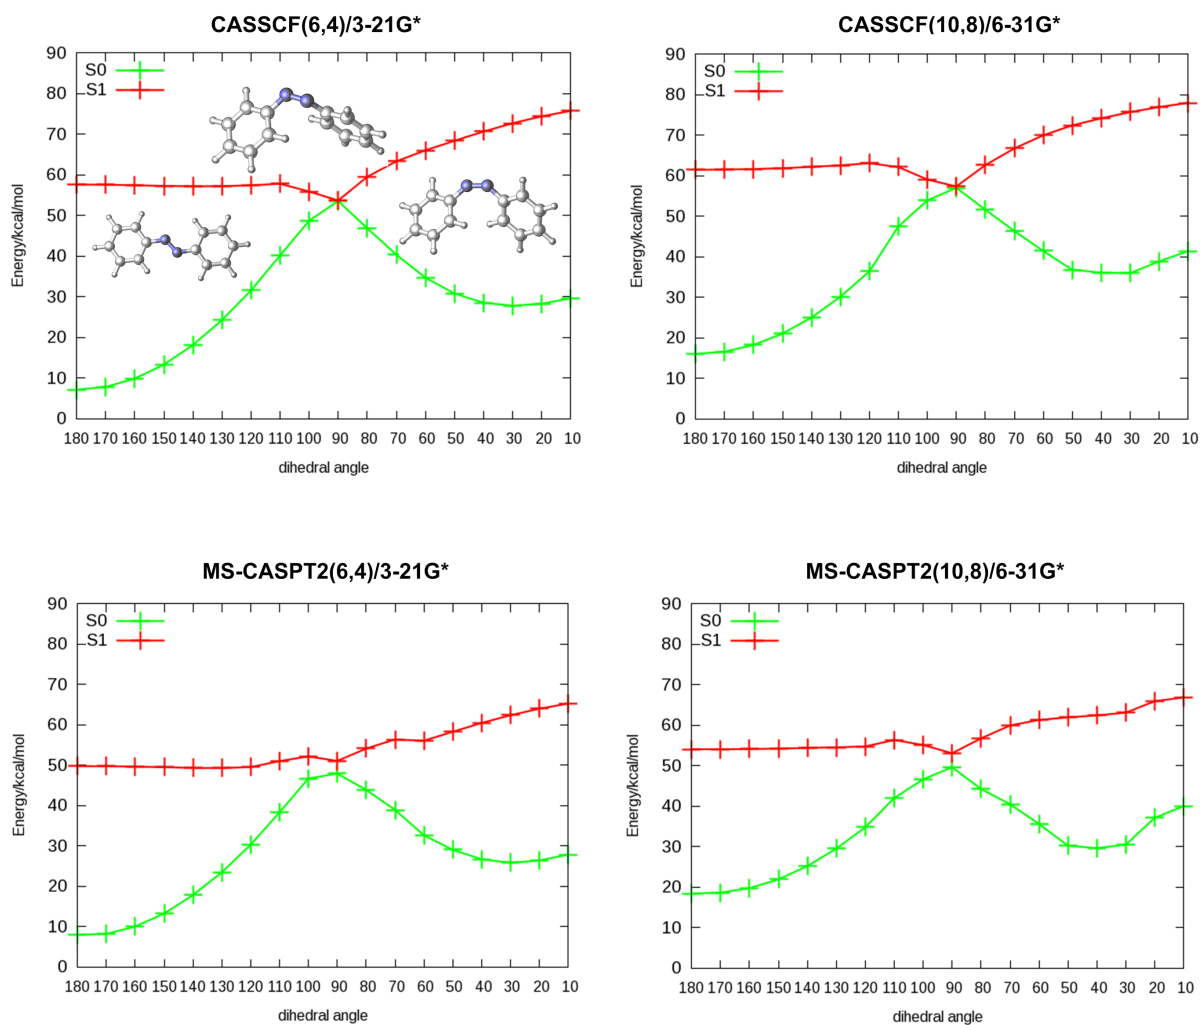 CASSCF(6,4)/3-21G*
S0
S1
Energy/kcal/mol
90
80
70
60
50
40
30
20
10
0
180 170 160 150 140 130 120 110 100 90 80 70 60 50 40 30 20 10
dihedral angle
CASSCF(10,8)/6-31G*
S0
S1
Energy/kcal/mol
90
80
70
60
50
40
30
20
10
0
180 170 160 150 140 130 120 110 100 90 80 70 60 50 40 30 20 10
dihedral angle
MS-CASPT2(6,4)/3-21G*
S0
S1
Energy/kcal/mol
90
80
70
60
50
40
30
20
10
0
180 170 160 150 140 130 120 110 100 90 80 70 60 50 40 30 20 10
dihedral angle
MS-CASPT2(10,8)/6-31G*
S0
S1
Energy/kcal/mol
90
80
70
60
50
40
30
20
10
0
180 170 160 150 140 130 120 110 100 90 80 70 60 50 40 30 20 10
dihedral angle